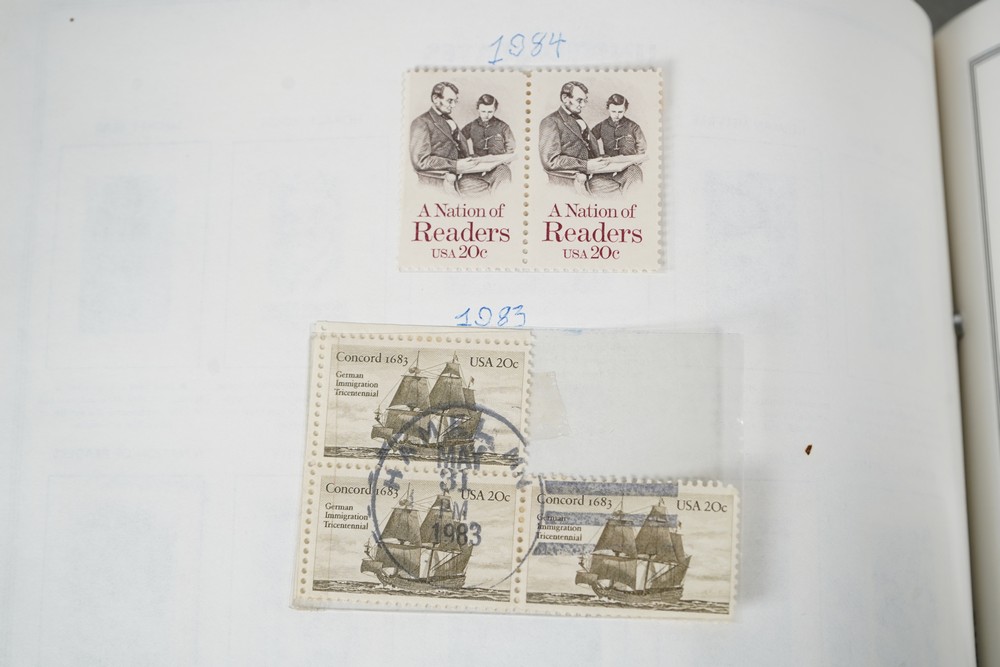 1984
A Nation of
Readers
USA 20c
A Nation of
Readers
USA 20c
1983
Concord 1683
USA 20c
German
Immigration
Tricentennial
MAY
31
PM
1983
Concord 1683
USA 20c
German
Immigration
Tricentennial
Concord 1683
USA 20c
German
Immigration
Tricentennial